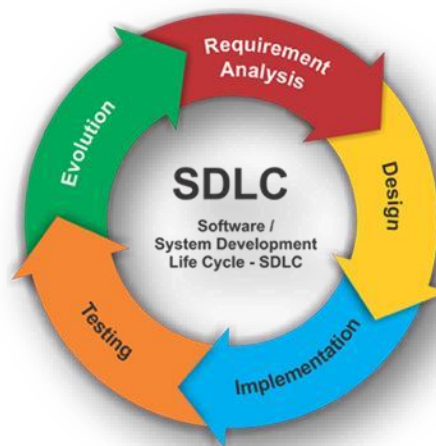 Requirement
Analysis
Design
Implementation
Testing
Evolution
SDLC
Software /
System Development
Life Cycle - SDLC